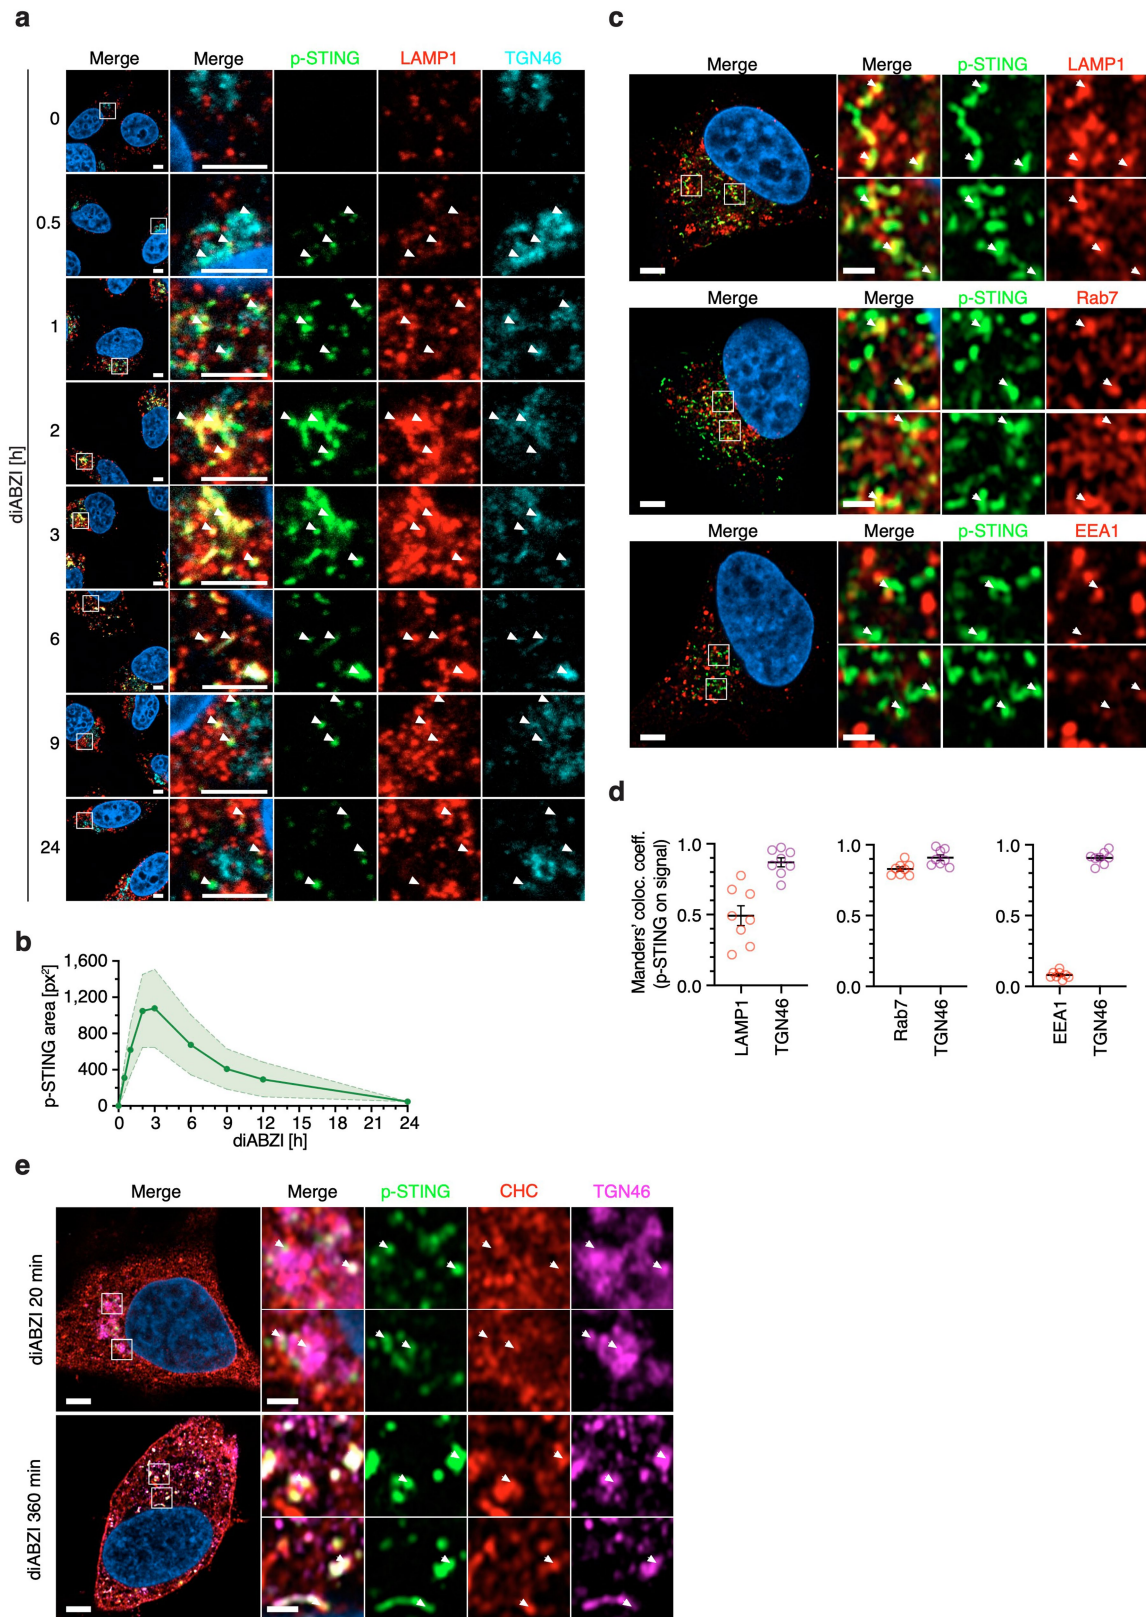 a
Merge Merge p-STING LAMP1 TGN46
diABZI [h]
0
0.5
1
2
3
6
9
24
b
p-STING area [px²]
1,600
1,200
800
400
0
0 3 6 9 12 15 18 21 24
diABZI [h]
c
Merge Merge p-STING LAMP1
Merge Merge p-STING Rab7
Merge Merge p-STING EEA1
d
Manders' coloc. coeff.
(p-STING on signal)
1.0
0.5
0.0
LAMP1
TGN46
1.0
0.5
0.0
Rab7
TGN46
1.0
0.5
0.0
EEA1
TGN46
e
Merge Merge p-STING CHC TGN46
diABZI 20 min
diABZI 360 min